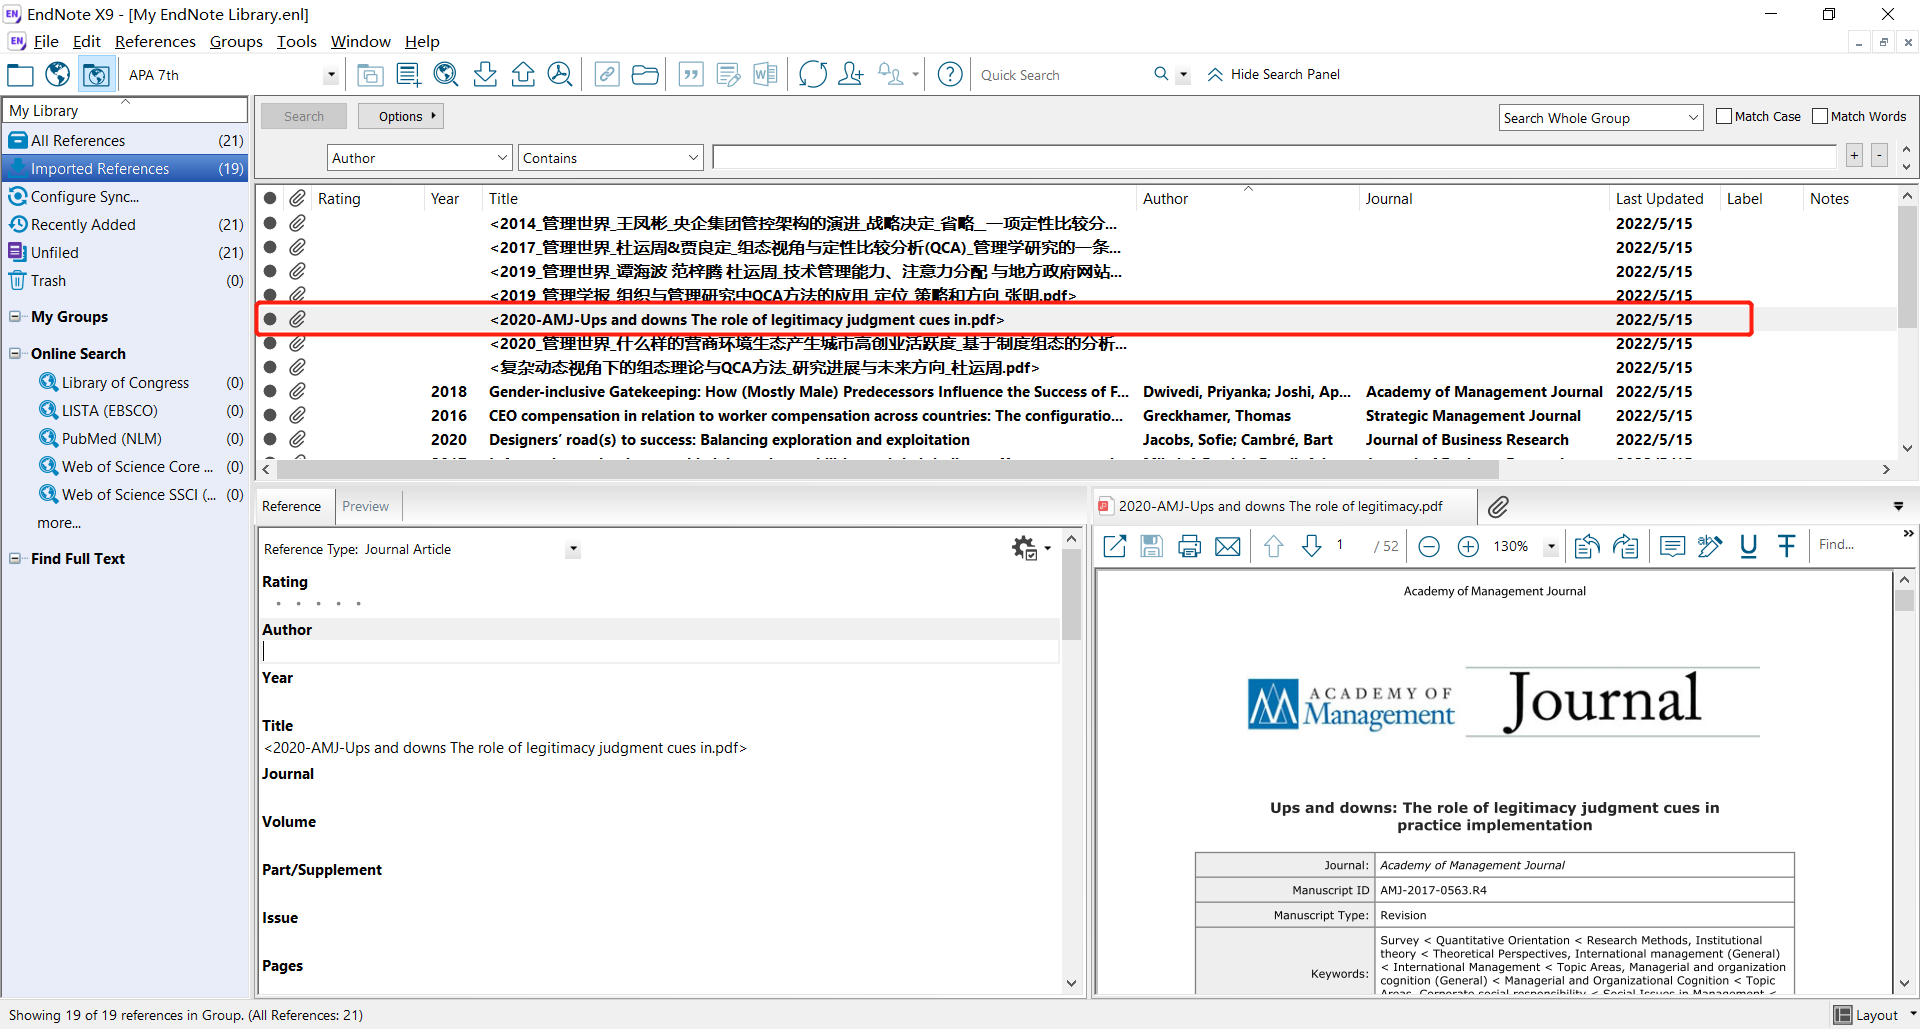 EndNote X9 - [My EndNote Library.enl]
File Edit References Groups Tools Window Help
APA 7th
Quick Search
Hide Search Panel
My Library
All References (21)
Imported References (19)
Configure Sync...
Recently Added (21)
Unfiled (21)
Trash (0)
My Groups
Online Search
Library of Congress (0)
LISTA (EBSCO) (0)
PubMed (NLM) (0)
Web of Science Core ... (0)
Web of Science SSCI (... (0)
more...
Find Full Text
Search Options Search Whole Group Match Case Match Words
Author Contains + -
Rating Year Title Author Journal Last Updated Label Notes
<2014_管理世界_王凤彬_央企集团管控架构的演进_战略决定_省略__一项定性比较分... 2022/5/15
<2017_管理世界_杜运周&贾良定_组态视角与定性比较分析(QCA)_管理学研究的一条... 2022/5/15
<2019_管理世界_谭海波 范梓腾 杜运周_技术管理能力、注意力分配 与地方政府网站... 2022/5/15
<2019_管理学报_组织与管理研究中QCA方法的应用_定位_策略和方向_张明.pdf> 2022/5/15
<2020-AMJ-Ups and downs The role of legitimacy judgment cues in.pdf> 2022/5/15
<2020_管理世界_什么样的营商环境生态产生城市高创业活跃度_基于制度组态的分析... 2022/5/15
<复杂动态视角下的组态理论与QCA方法_研究进展与未来方向_杜运周.pdf> 2022/5/15
2018 Gender-inclusive Gatekeeping: How (Mostly Male) Predecessors Influence the Success of F... Dwivedi, Priyanka; Joshi, Ap... Academy of Management Journal 2022/5/15
2016 CEO compensation in relation to worker compensation across countries: The configuratio... Greckhamer, Thomas Strategic Management Journal 2022/5/15
2020 Designers’ road(s) to success: Balancing exploration and exploitation Jacobs, Sofie; Cambré, Bart Journal of Business Research 2022/5/15
Reference Preview
Reference Type: Journal Article
Rating
Author
Year
Title
<2020-AMJ-Ups and downs The role of legitimacy judgment cues in.pdf>
Journal
Volume
Part/Supplement
Issue
Pages
2020-AMJ-Ups and downs The role of legitimacy.pdf
1 / 52 130% Find...
Academy of Management Journal
ACADEMY OF
Management
Journal
Ups and downs: The role of legitimacy judgment cues in
practice implementation
Journal: Academy of Management Journal
Manuscript ID AMJ-2017-0563.R4
Manuscript Type: Revision
Keywords:
Survey < Quantitative Orientation < Research Methods, Institutional
theory < Theoretical Perspectives, International management (General)
< International Management < Topic Areas, Managerial and organization
cognition (General) < Managerial and Organizational Cognition < Topic
Areas, Corporate social responsibility < Social Issues in Management <
Showing 19 of 19 references in Group. (All References: 21)
Layout